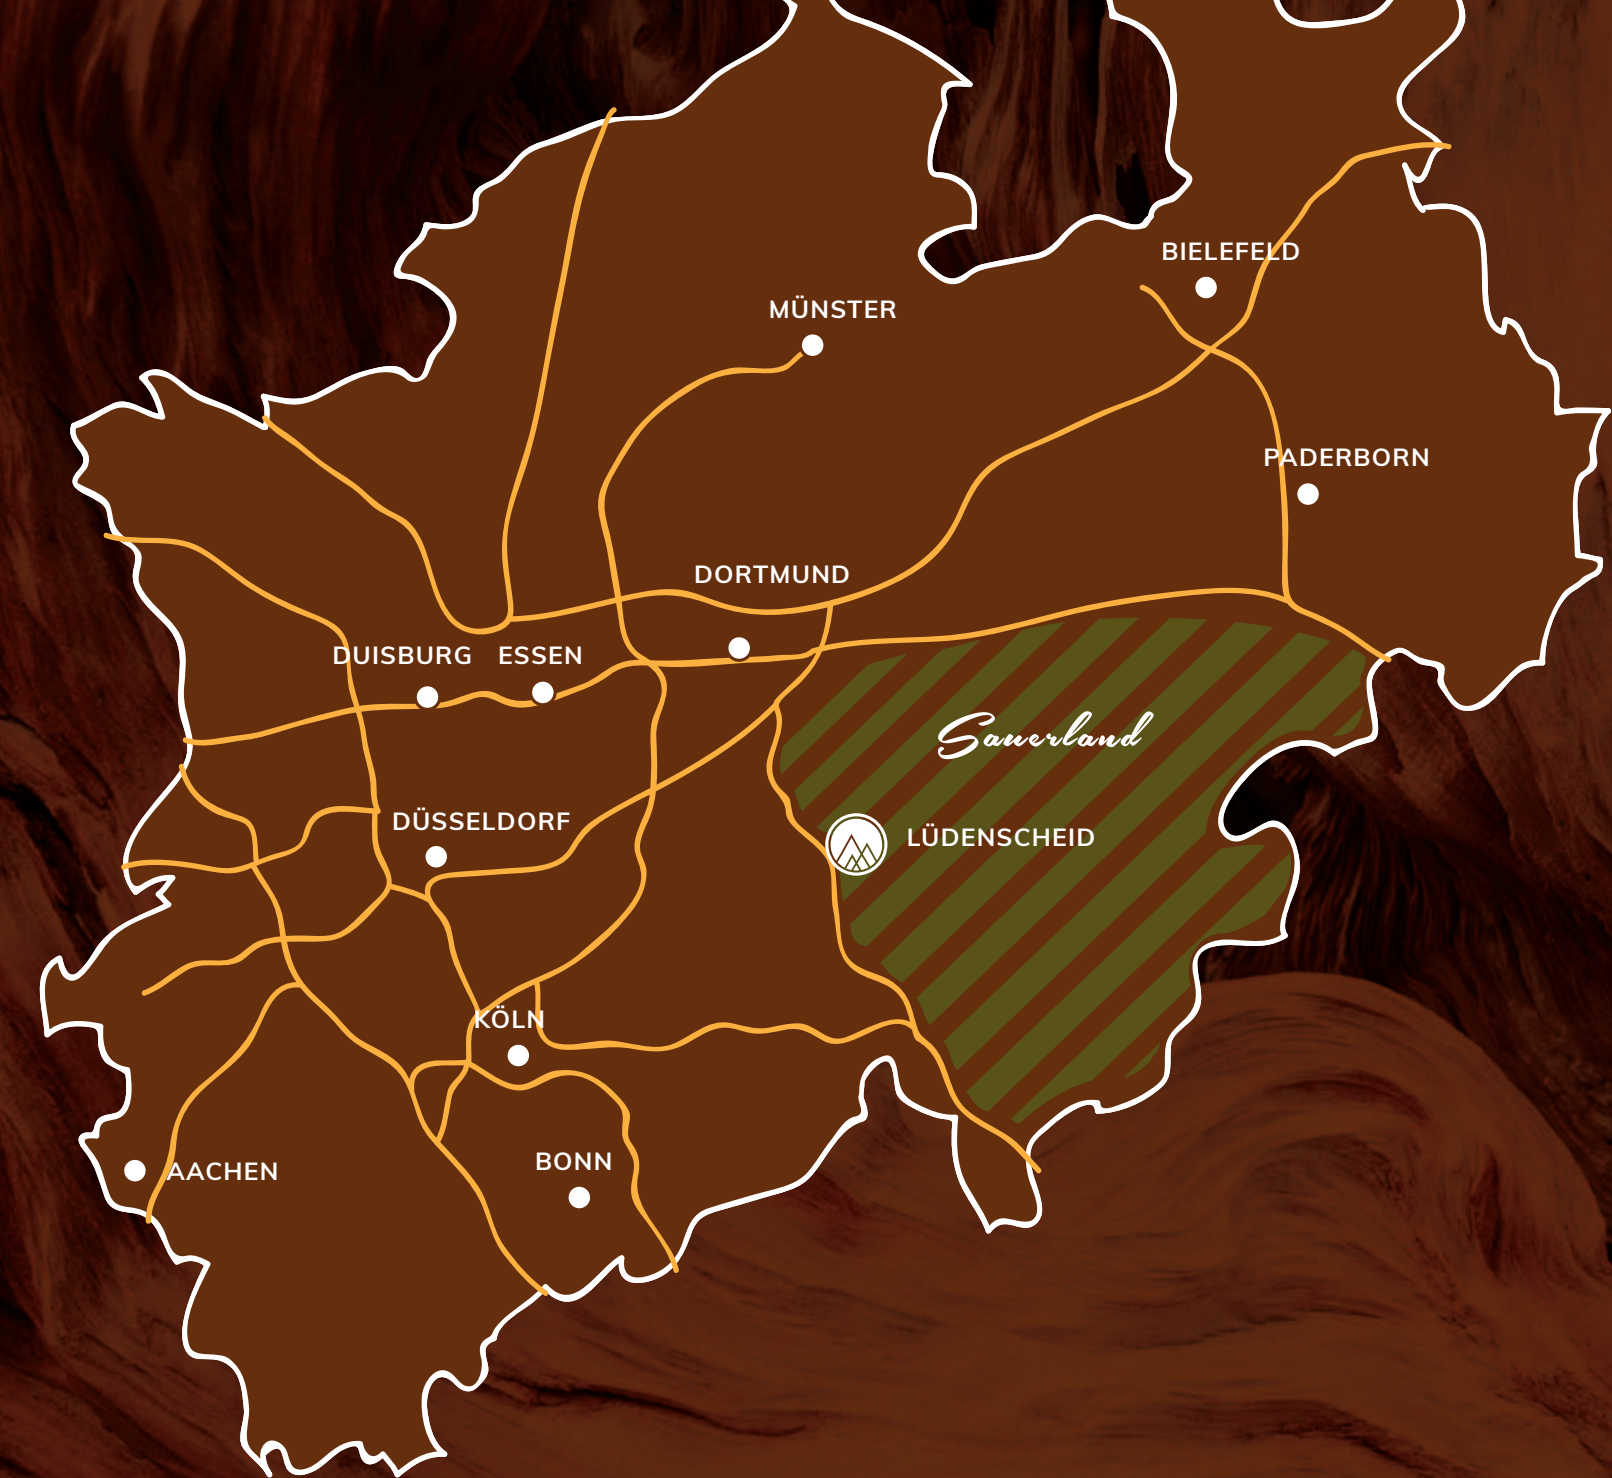 BIELEFELD
MÜNSTER
PADERBORN
DORTMUND
DUISBURG
ESSEN
Sauerland
DÜSSELDORF
LÜDENSCHEID
KÖLN
BONN
AACHEN